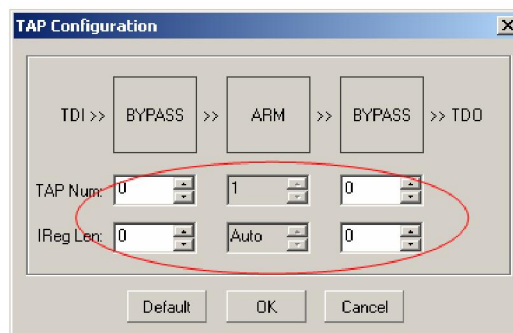 TAP Configuration
TDI >> BYPASS >> ARM >> BYPASS >> TDO
TAP Num: 0 1 0
IReg Len: 0 Auto 0
Default OK Cancel